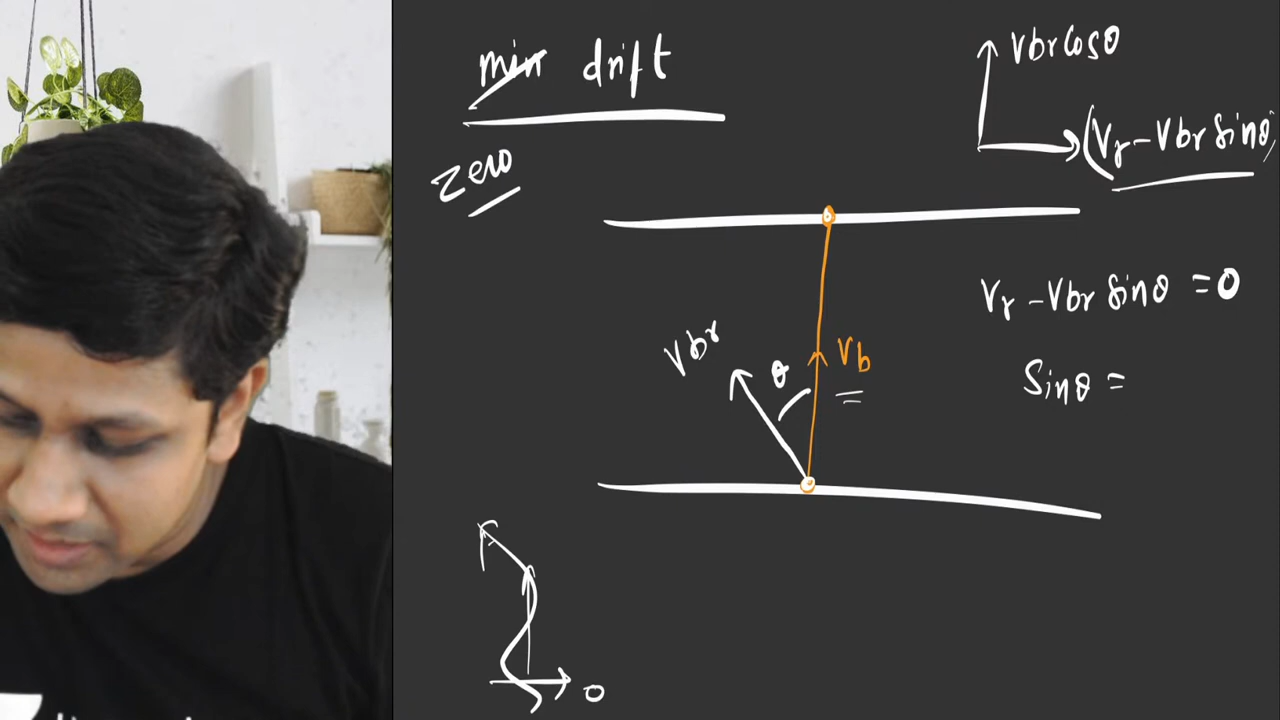 min drift
zero
Vbr cosθ
(Vr - Vbr sinθ)
Vr - Vbr sinθ = 0
Sinθ =
Vbr
θ
Vb
0